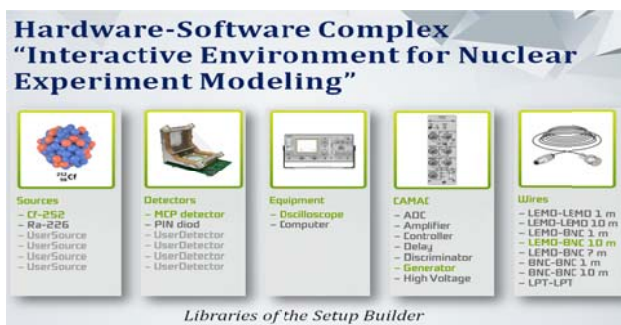 Hardware-Software Complex
“Interactive Environment for Nuclear
Experiment Modeling”
252
98 Cf
Sources
– Cf-252
– Ra-226
– UserSource
– UserSource
– UserSource
– UserSource
Detectors
– MCP detector
– PIN diod
– UserDetector
– UserDetector
– UserDetector
– UserDetector
Equipment
– Oscilloscope
– Computer
CAMAC
– ADC
– Amplifier
– Controller
– Delay
– Discriminator
– Generator
– High Voltage
Wires
– LEMO-LEMO 1 m
– LEMO-LEMO 10 m
– LEMO-BNC 1 m
– LEMO-BNC 10 m
– LEMO-BNC ? m
– BNC-BNC 1 m
– BNC-BNC 10 m
– LPT-LPT
Libraries of the Setup Builder